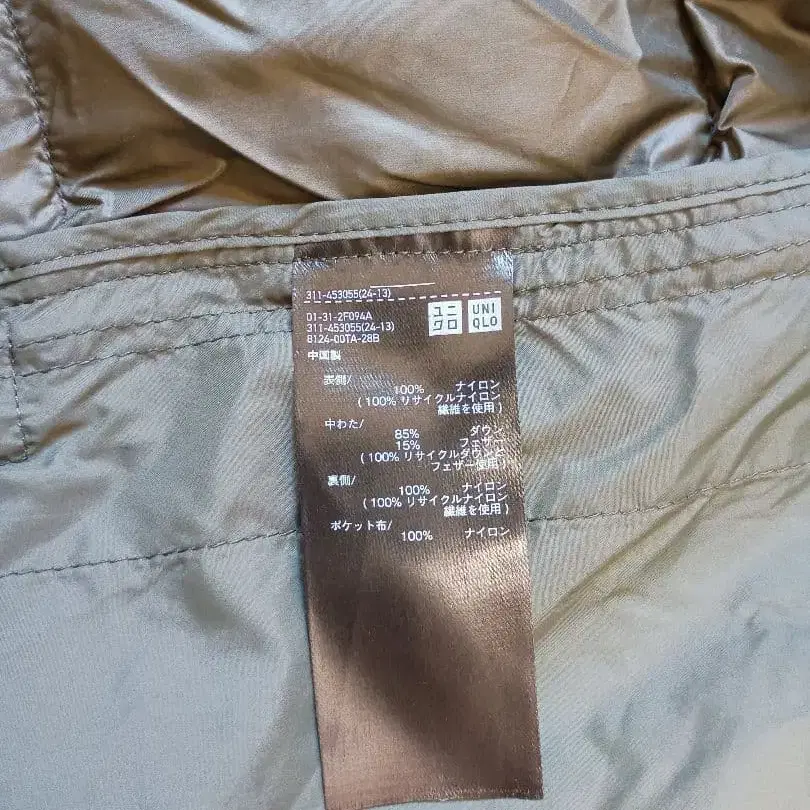 311-453055(24-13)
01-31-2F094A
311-453055(24-13)
8124-00TA-28B
ユニ
クロ
UNI
QLO
中国製
表側/
100% ナイロン
(100% リサイクルナイロン
繊維を使用)
中わた/
85% ダウン
15% フェザー
(100% リサイクルダウンと
フェザー使用)
裏側/
100% ナイロン
(100% リサイクルナイロン
繊維を使用)
ポケット布/
100% ナイロン